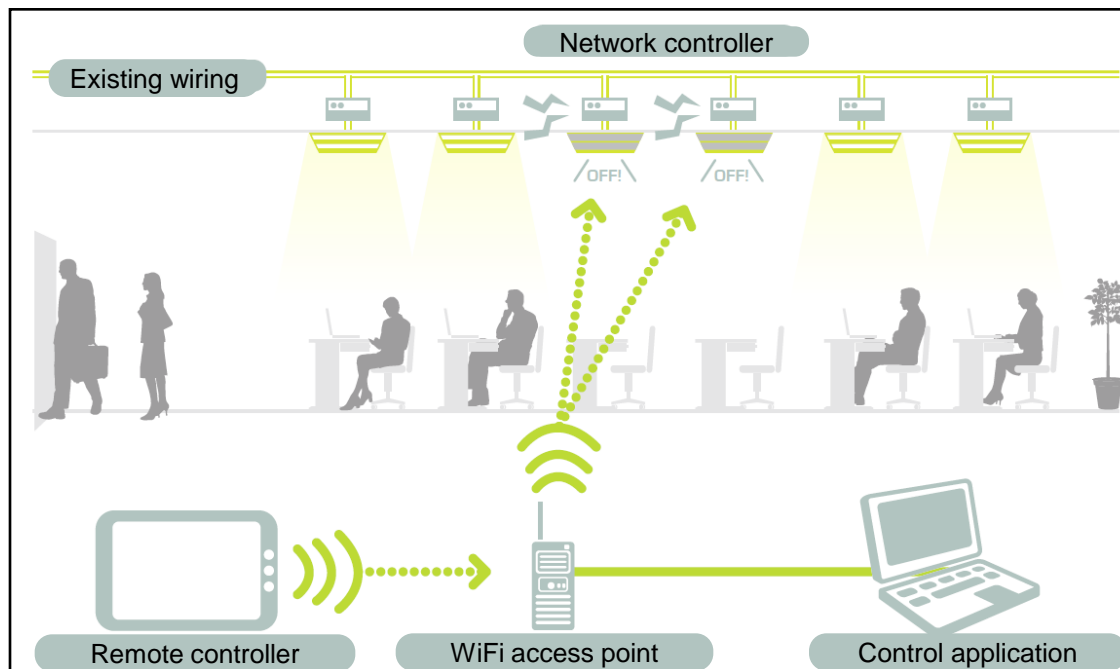 Network controller
Existing wiring
OFF!
OFF!
Remote controller
WiFi access point
Control application